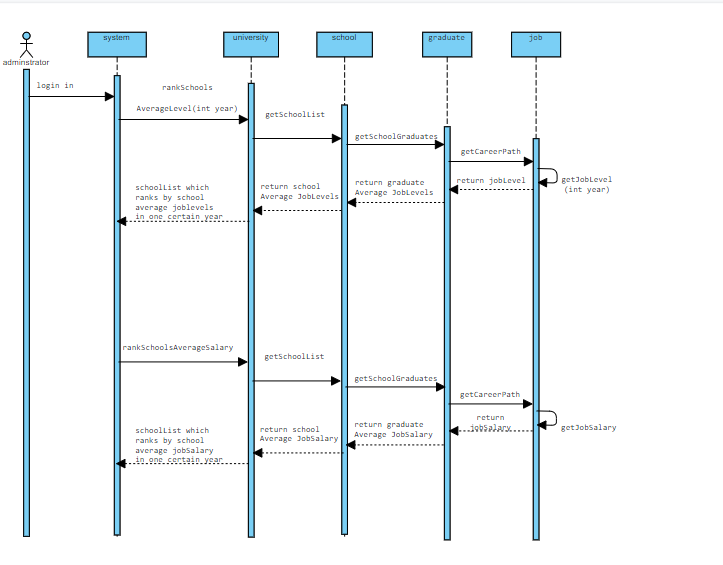 system
university
school
graduate
job
adminstrator
login in
rankSchools
AverageLevel(int year)
getSchoolList
getSchoolGraduates
getCareerPath
getJobLevel
(int year)
return jobLevel
return graduate
Average JobLevels
return school
Average JobLevels
schoolList which
ranks by school
average joblevels
in one certain year
rankSchoolsAverageSalary
getSchoolList
getSchoolGraduates
getCareerPath
getJobSalary
return
jobSalary
return graduate
Average JobSalary
return school
Average JobSalary
schoolList which
ranks by school
average jobSalary
in one certain year